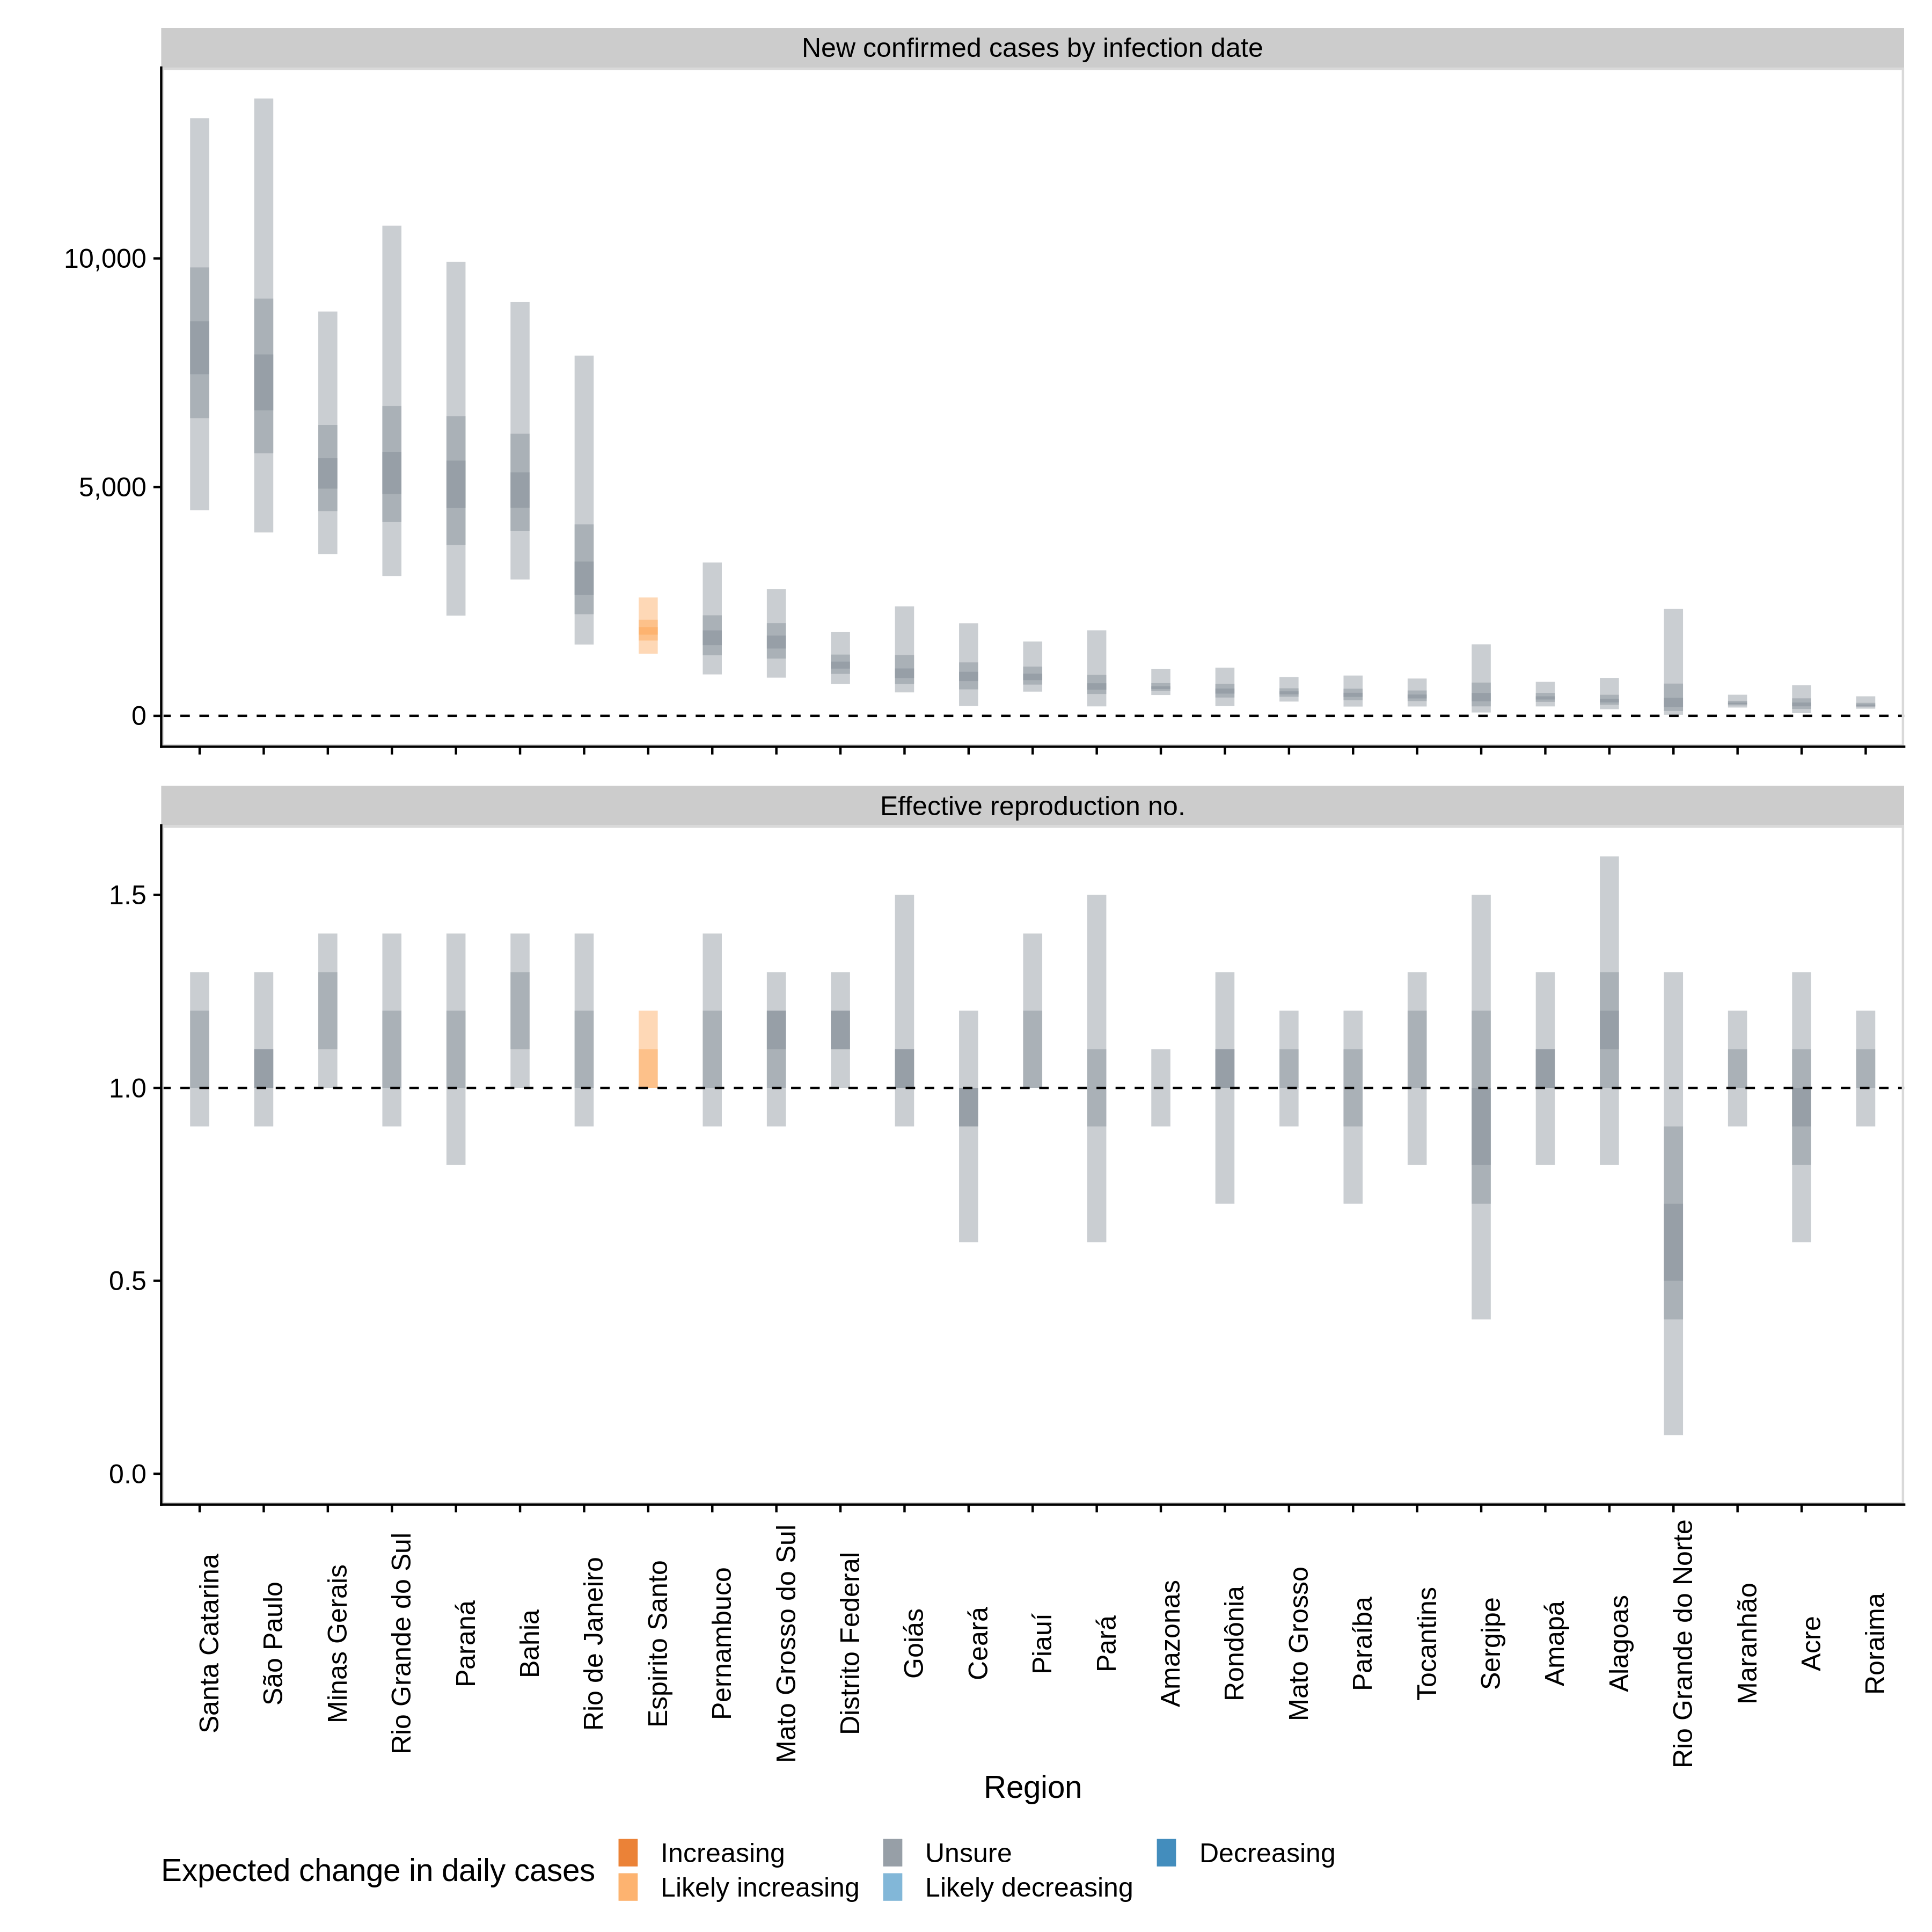 New confirmed cases by infection date
10,000
5,000
0
Effective reproduction no.
1.5
1.0
0.5
0.0
Santa Catarina
São Paulo
Minas Gerais
Rio Grande do Sul
Paraná
Bahia
Rio de Janeiro
Espirito Santo
Pernambuco
Mato Grosso do Sul
Distrito Federal
Goiás
Ceará
Piauí
Pará
Amazonas
Rondônia
Mato Grosso
Paraíba
Tocantins
Sergipe
Amapá
Alagoas
Rio Grande do Norte
Maranhão
Acre
Roraima
Region
Expected change in daily cases
Increasing
Likely increasing
Unsure
Likely decreasing
Decreasing